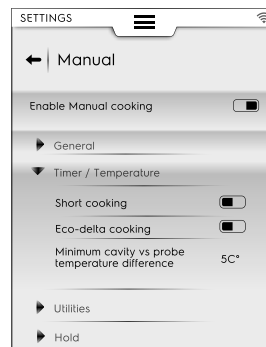 SETTINGS
Manual
Enable Manual cooking
General
Timer / Temperature
Short cooking
Eco-delta cooking
Minimum cavity vs probe
temperature difference
5C°
Utilities
Hold